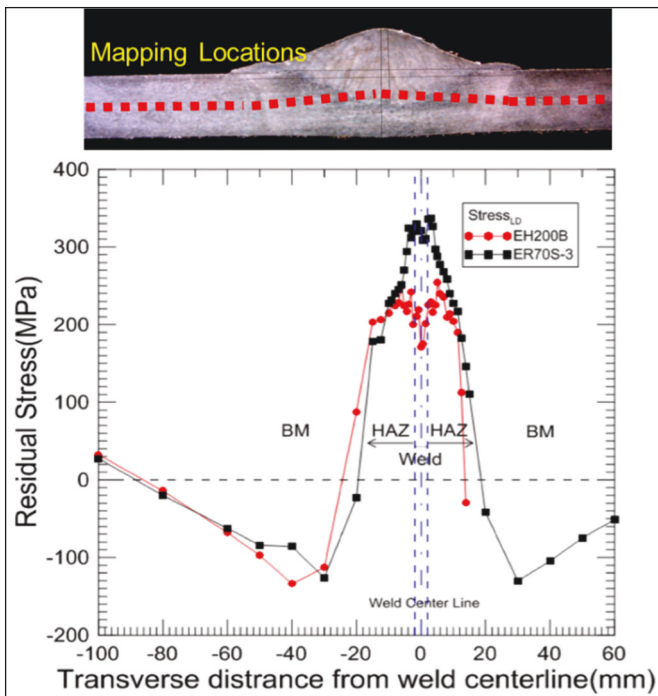 Mapping Locations
400
300
200
100
0
-100
-200
Residual Stress(MPa)
Stress LD
EH200B
ER70S-3
BM
HAZ
HAZ
BM
Weld
Weld Center Line
-100 -80 -60 -40 -20 0 20 40 60
Transverse distrance from weld centerline(mm)